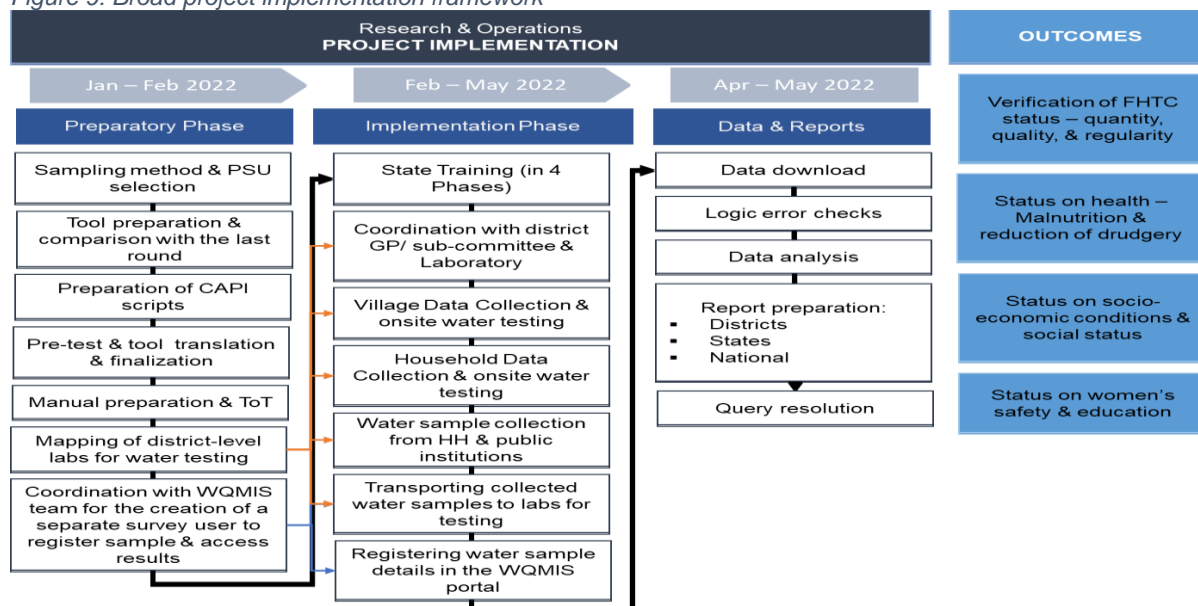 Figure 9: Broad project implementation framework
Research & Operations
PROJECT IMPLEMENTATION
Jan – Feb 2022
Preparatory Phase
Sampling method & PSU
selection
Tool preparation &
comparison with the last
round
Preparation of CAPI
scripts
Pre-test & tool translation
& finalization
Manual preparation & ToT
Mapping of district-level
labs for water testing
Coordination with WQMIS
team for the creation of a
separate survey user to
register sample & access
results
Feb – May 2022
Implementation Phase
State Training (in 4
Phases)
Coordination with district
GP/ sub-committee &
Laboratory
Village Data Collection &
onsite water testing
Household Data
Collection & onsite water
testing
Water sample collection
from HH & public
institutions
Transporting collected
water samples to labs for
testing
Registering water sample
details in the WQMIS
portal
Apr – May 2022
Data & Reports
Data download
Logic error checks
Data analysis
Report preparation:
▪ Districts
▪ States
▪ National
Query resolution
OUTCOMES
Verification of FHTC
status – quantity,
quality, & regularity
Status on health –
Malnutrition &
reduction of drudgery
Status on socio-
economic conditions &
social status
Status on women's
safety & education